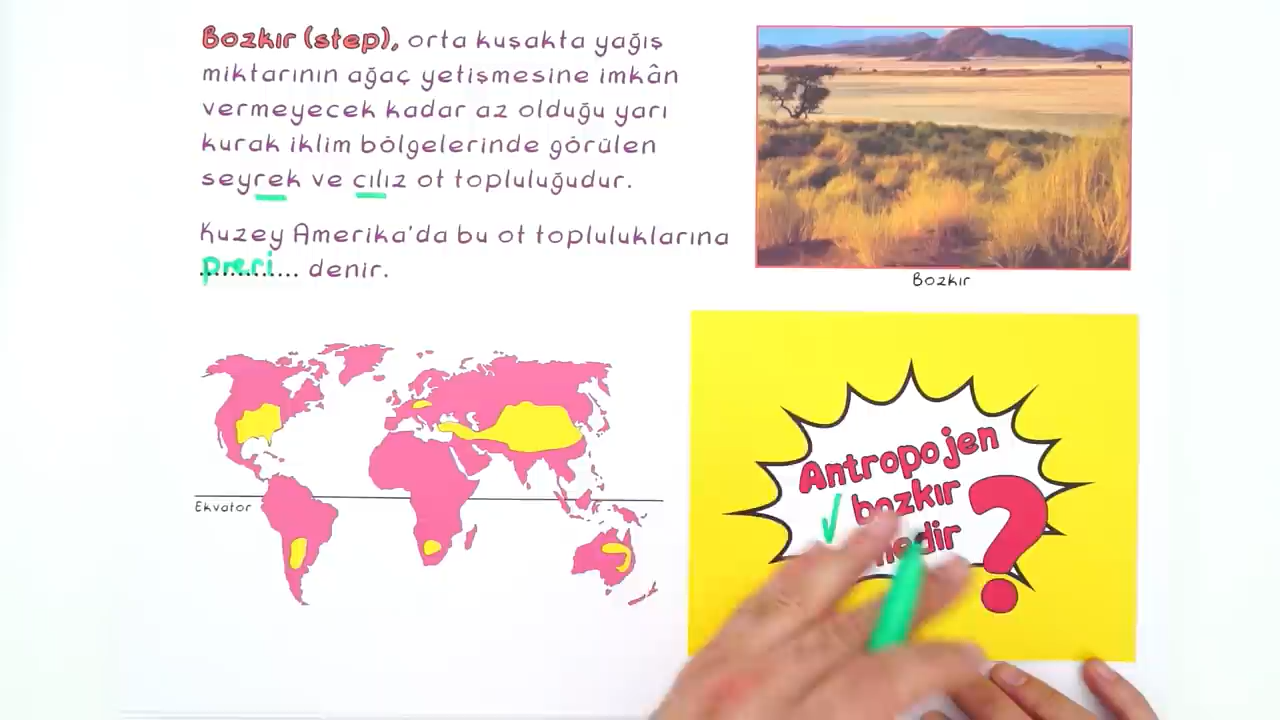 Bozkır (step), orta kuşakta yağış
miktarının ağaç yetişmesine imkân
vermeyecek kadar az olduğu yarı
kurak iklim bölgelerinde görülen
seyrek ve cılız ot topluluğudur.
Kuzey Amerika'da bu ot topluluklarına
preri............ denir.
Bozkır
Ekvator
Antropojen
bozkır
nedir
?